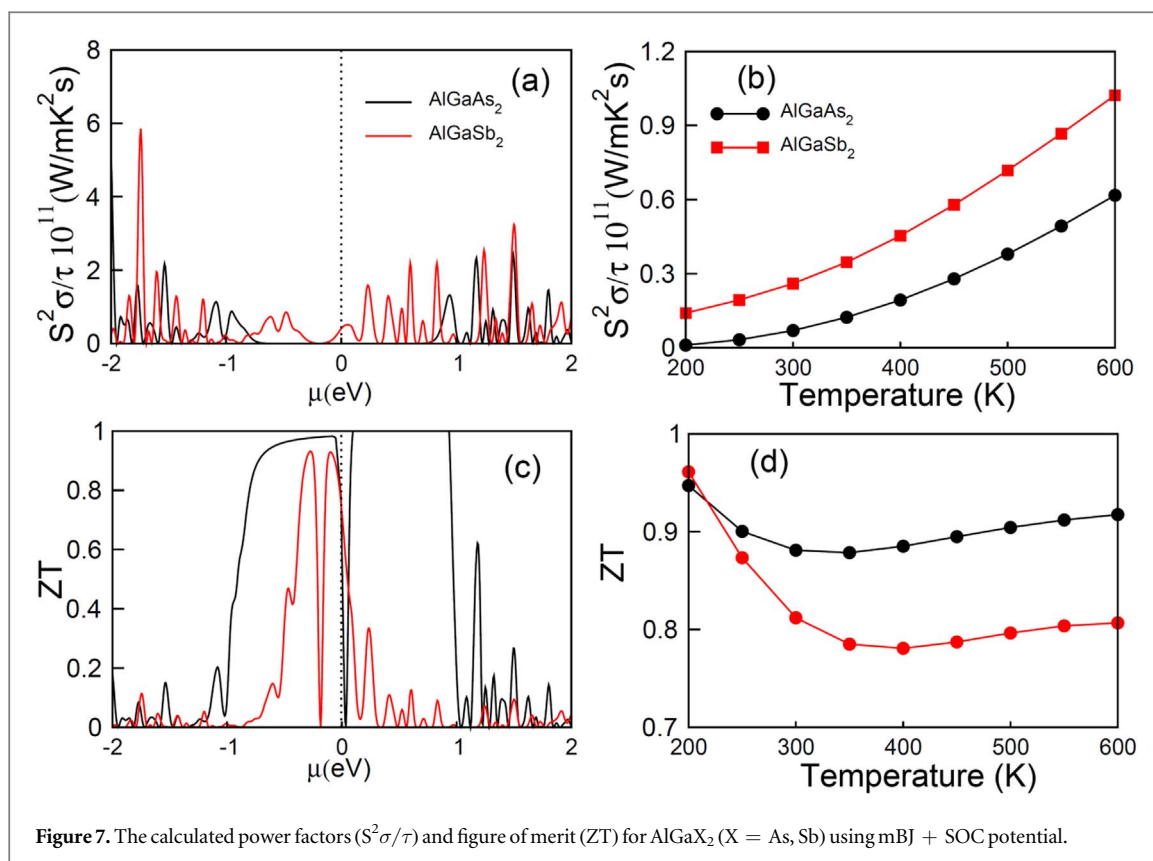 (a)
S²σ/τ 10¹¹(W/mK²s)
8
6
4
2
0
AlGaAs₂
AlGaSb₂
-2 -1 0 1 2
μ(eV)
(b)
S²σ/τ 10¹¹(W/mK²s)
1.2
0.9
0.6
0.3
0
AlGaAs₂
AlGaSb₂
200 300 400 500 600
Temperature (K)
(c)
ZT
1
0.8
0.6
0.4
0.2
0
-2 -1 0 1 2
μ(eV)
(d)
ZT
1
0.9
0.8
0.7
200 300 400 500 600
Temperature (K)
Figure 7. The calculated power factors (S²σ/τ) and figure of merit (ZT) for AlGaX₂ (X = As, Sb) using mBJ + SOC potential.